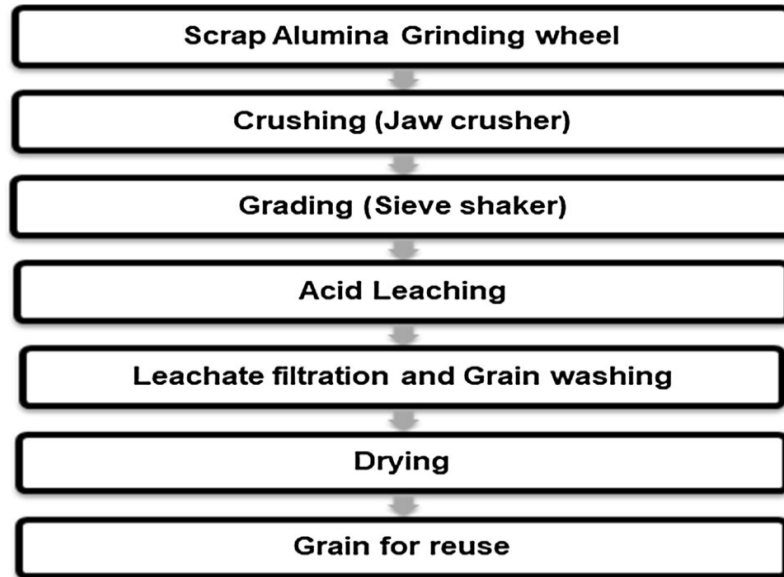 Scrap Alumina Grinding wheel
Crushing (Jaw crusher)
Grading (Sieve shaker)
Acid Leaching
Leachate filtration and Grain washing
Drying
Grain for reuse